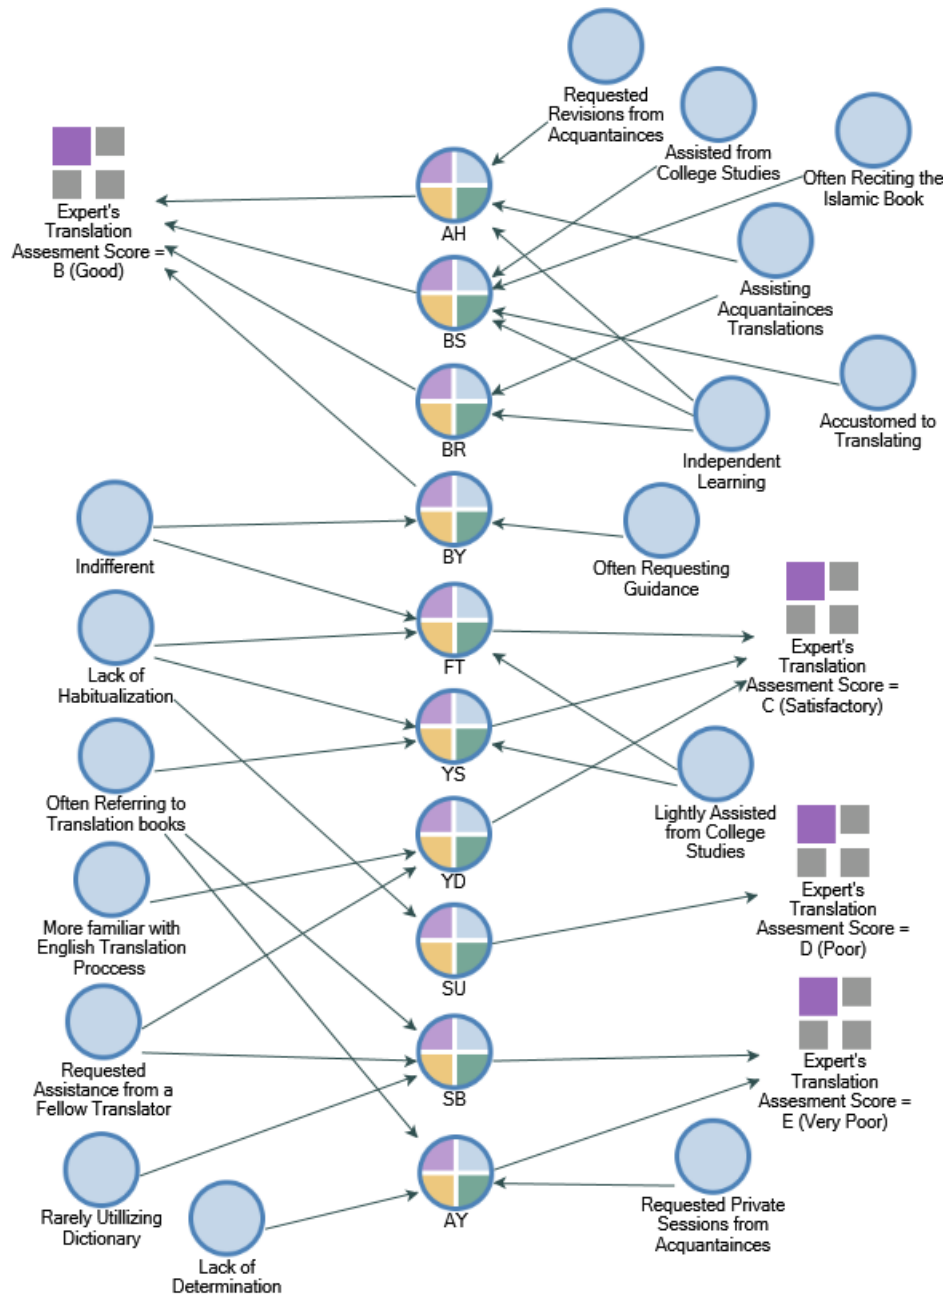 Requested
Revisions from
Acquantainces
Assisted from
College Studies
Often Reciting the
Islamic Book
Expert's
Translation
Assesment Score =
B (Good)
AH
Assisting
Acquantainces
Translations
BS
Accustomed to
Translating
BR
Independent
Learning
Indifferent
BY
Often Requesting
Guidance
Lack of
Habitualization
FT
Expert's
Translation
Assesment Score =
C (Satisfactory)
Often Referring to
Translation books
YS
Lightly Assisted
from College
Studies
More familiar with
English Translation
Proccess
YD
Expert's
Translation
Assesment Score =
D (Poor)
SU
Requested
Assistance from a
Fellow Translator
SB
Expert's
Translation
Assesment Score =
E (Very Poor)
Rarely Utillizing
Dictionary
AY
Requested Private
Sessions from
Acquantainces
Lack of
Determination